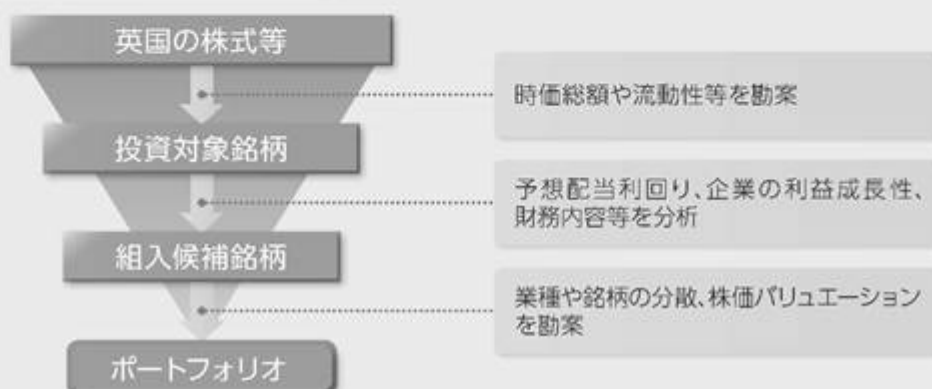 英国の株式等
時価総額や流動性等を勘案
投資対象銘柄
予想配当利回り、企業の利益成長性、
財務内容等を分析
組入候補銘柄
業種や銘柄の分散、株価バリュエーション
を勘案
ポートフォリオ